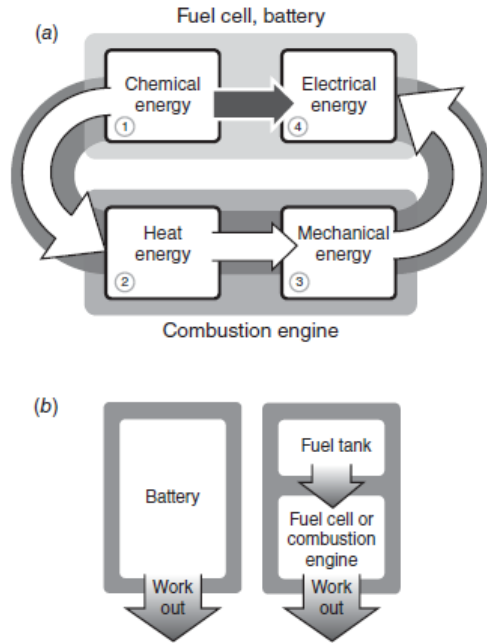 Fuel cell, battery
(a)
Chemical
energy
1
Electrical
energy
4
Heat
energy
2
Mechanical
energy
3
Combustion engine
(b)
Battery
Work
out
Fuel tank
Fuel cell or
combustion
engine
Work
out